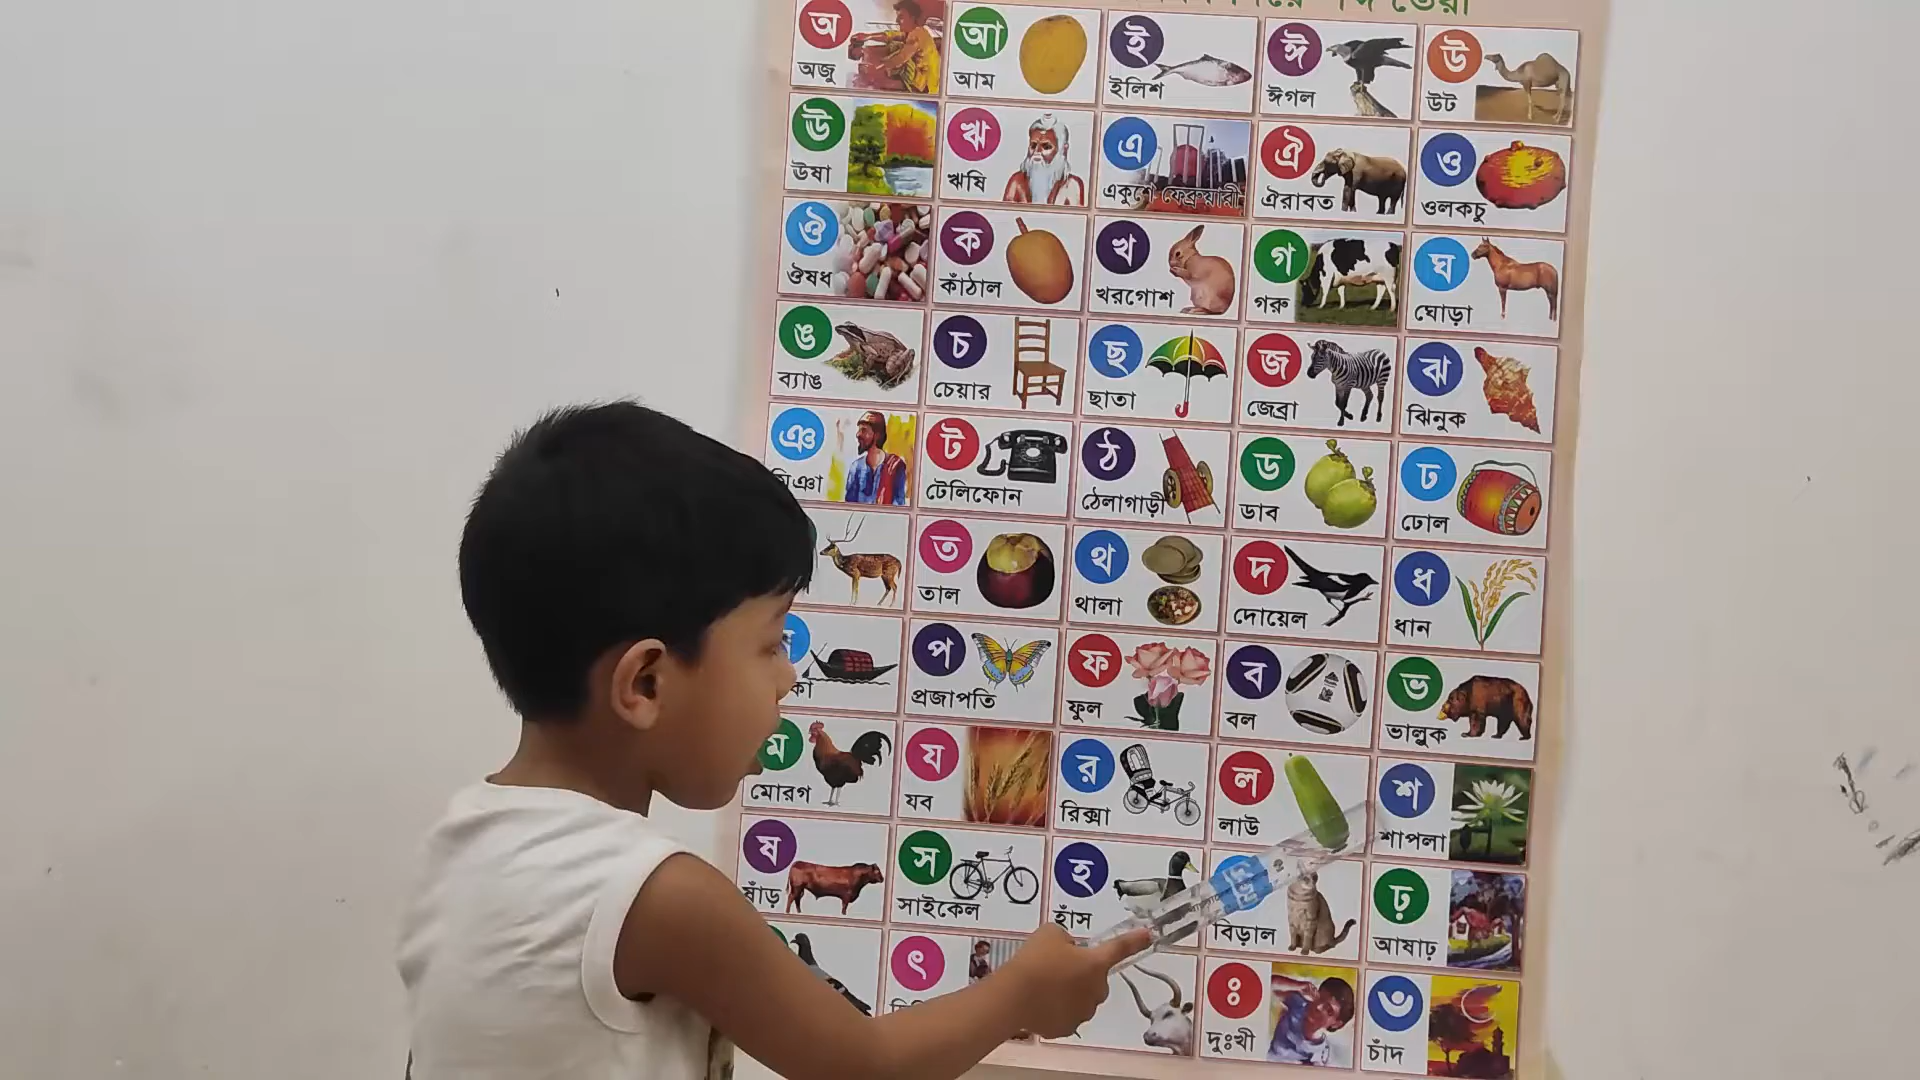 অ আ ই ঈ উ
অজু আম ইলিশ ঈগল উট
ঊ ঋ এ ঐ ও
ঊষা ঋষি একুশে ফেব্রুয়ারী ঐরাবত ওলকচু
ঔ ক খ গ ঘ
ঔষধ কাঁঠাল খরগোশ গরু ঘোড়া
ঙ চ ছ জ ঝ
ব্যাঙ চেয়ার ছাতা জেব্রা ঝিনুক
ঞ ট ঠ ড ঢ
টেলিফোন ঠেলাগাড়ী ডাব ঢোল
ত থ দ ধ
তাল থালা দোয়েল ধান
প ফ ব ভ
প্রজাপতি ফুল বল ভালুক
ম য র ল শ
মোরগ যব রিক্সা লাউ শাপলা
ষ স হ ঢ়
ষাঁড় সাইকেল হাঁস বিড়াল আষাঢ়
ৎ ঃ ঁ
দুঃখী চাঁদ